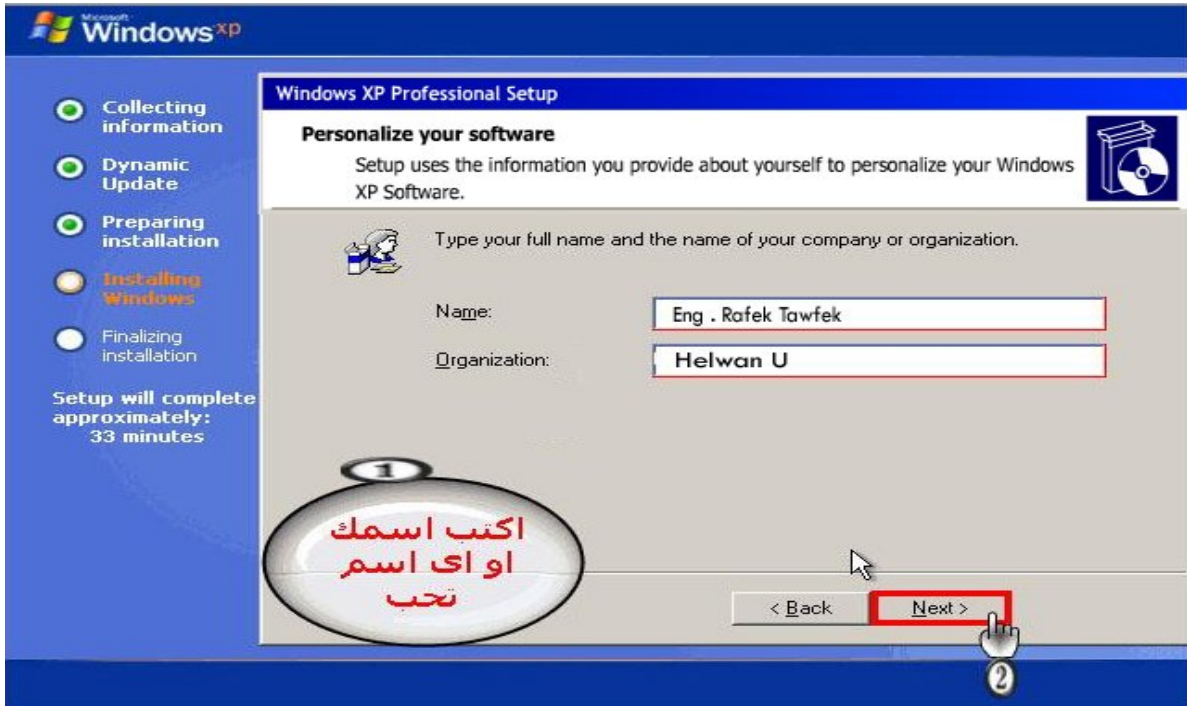 Microsoft
Windows xp
Collecting
information
Dynamic
Update
Preparing
installation
Installing
Windows
Finalizing
installation
Setup will complete
approximately:
33 minutes
Windows XP Professional Setup
Personalize your software
Setup uses the information you provide about yourself to personalize your Windows
XP Software.
Type your full name and the name of your company or organization.
Name:
Eng . Rafek Tawfek
Organization:
Helwan U
1
اكتب اسمك
او اى اسم
تحب
< Back
Next >
2